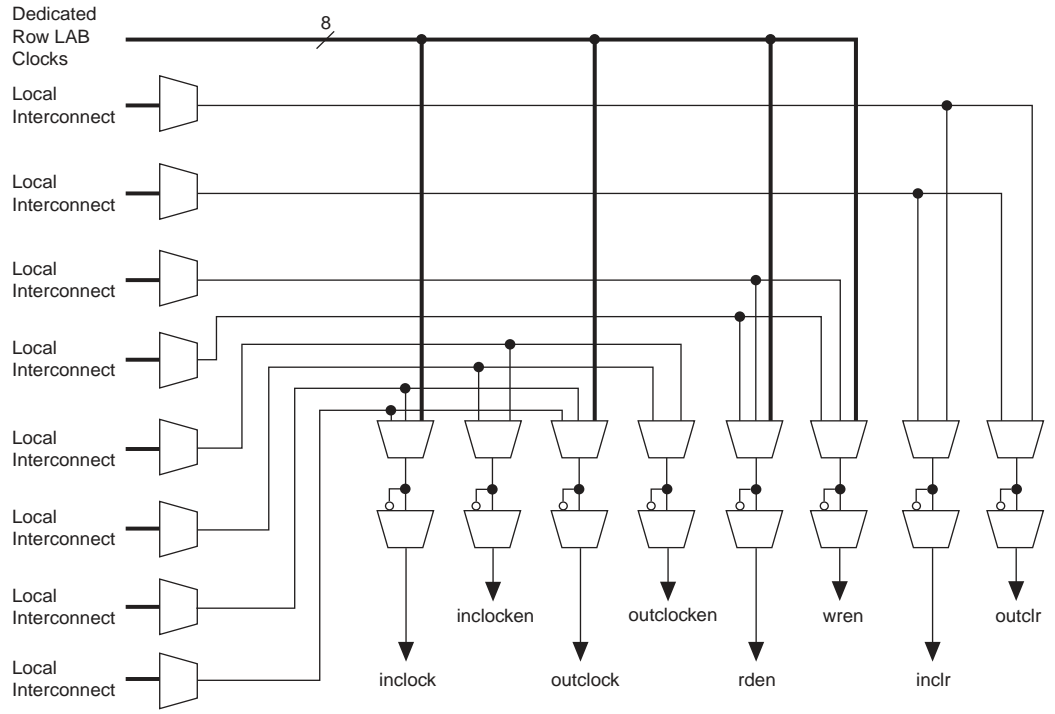 Dedicated
Row LAB
Clocks
8
Local
Interconnect
Local
Interconnect
Local
Interconnect
Local
Interconnect
Local
Interconnect
Local
Interconnect
Local
Interconnect
Local
Interconnect
inclocken
outclocken
wren
outclr
inclock
outclock
rden
inclr